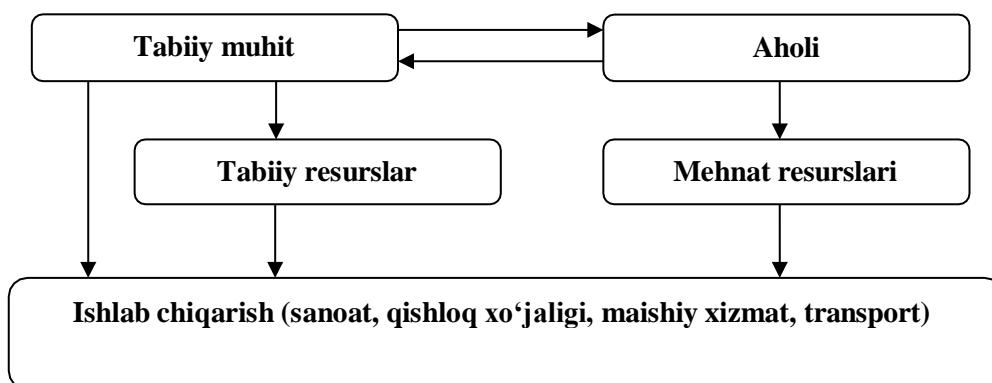 Tabiiy muhit
Aholi
Tabiiy resurslar
Mehnat resurslari
Ishlab chiqarish (sanoat, qishloq xo‘jaligi, maishiy xizmat, transport)